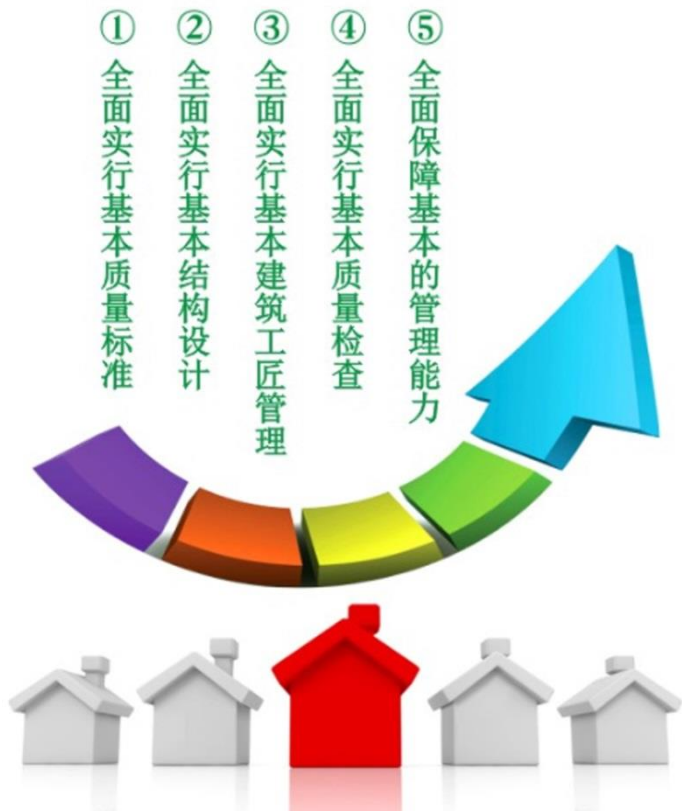 ① 全面实行基本质量标准
② 全面实行基本结构设计
③ 全面实行基本建筑工匠管理
④ 全面实行基本质量检查
⑤ 全面保障基本的管理能力